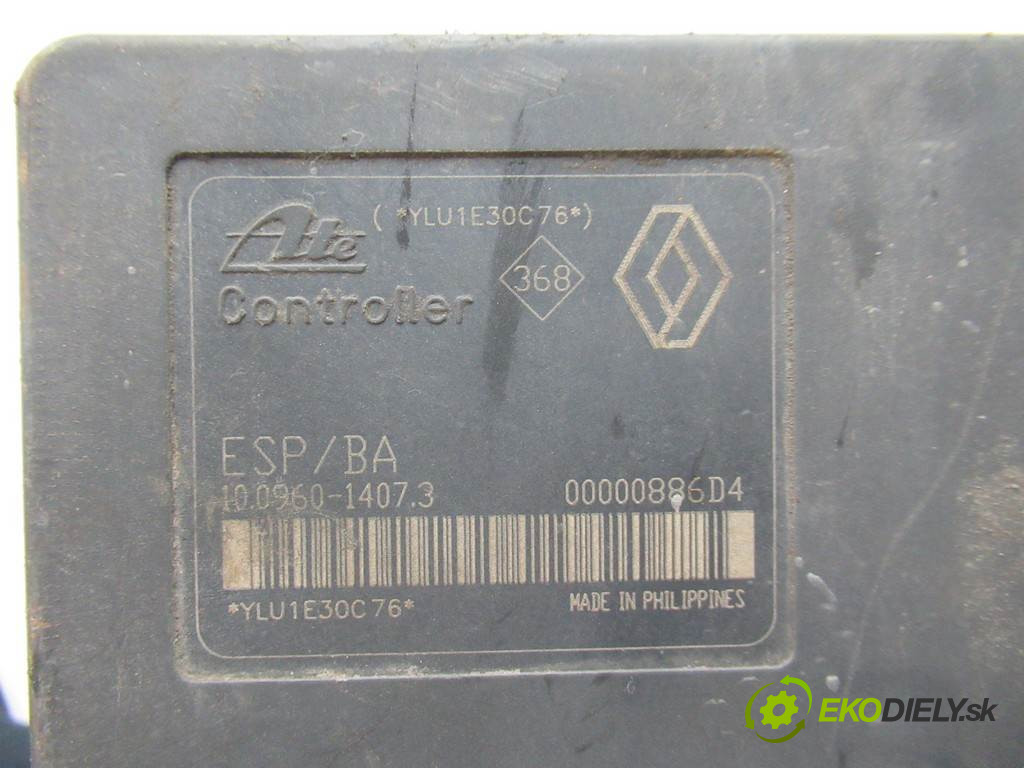 (*YLU1E30C76*)
Ate
Controller
368
ESP/BA
10.0960-1407.3 00000886D4
*YLU1E30C76*
MADE IN PHILIPPINES
EKODIELY.sk